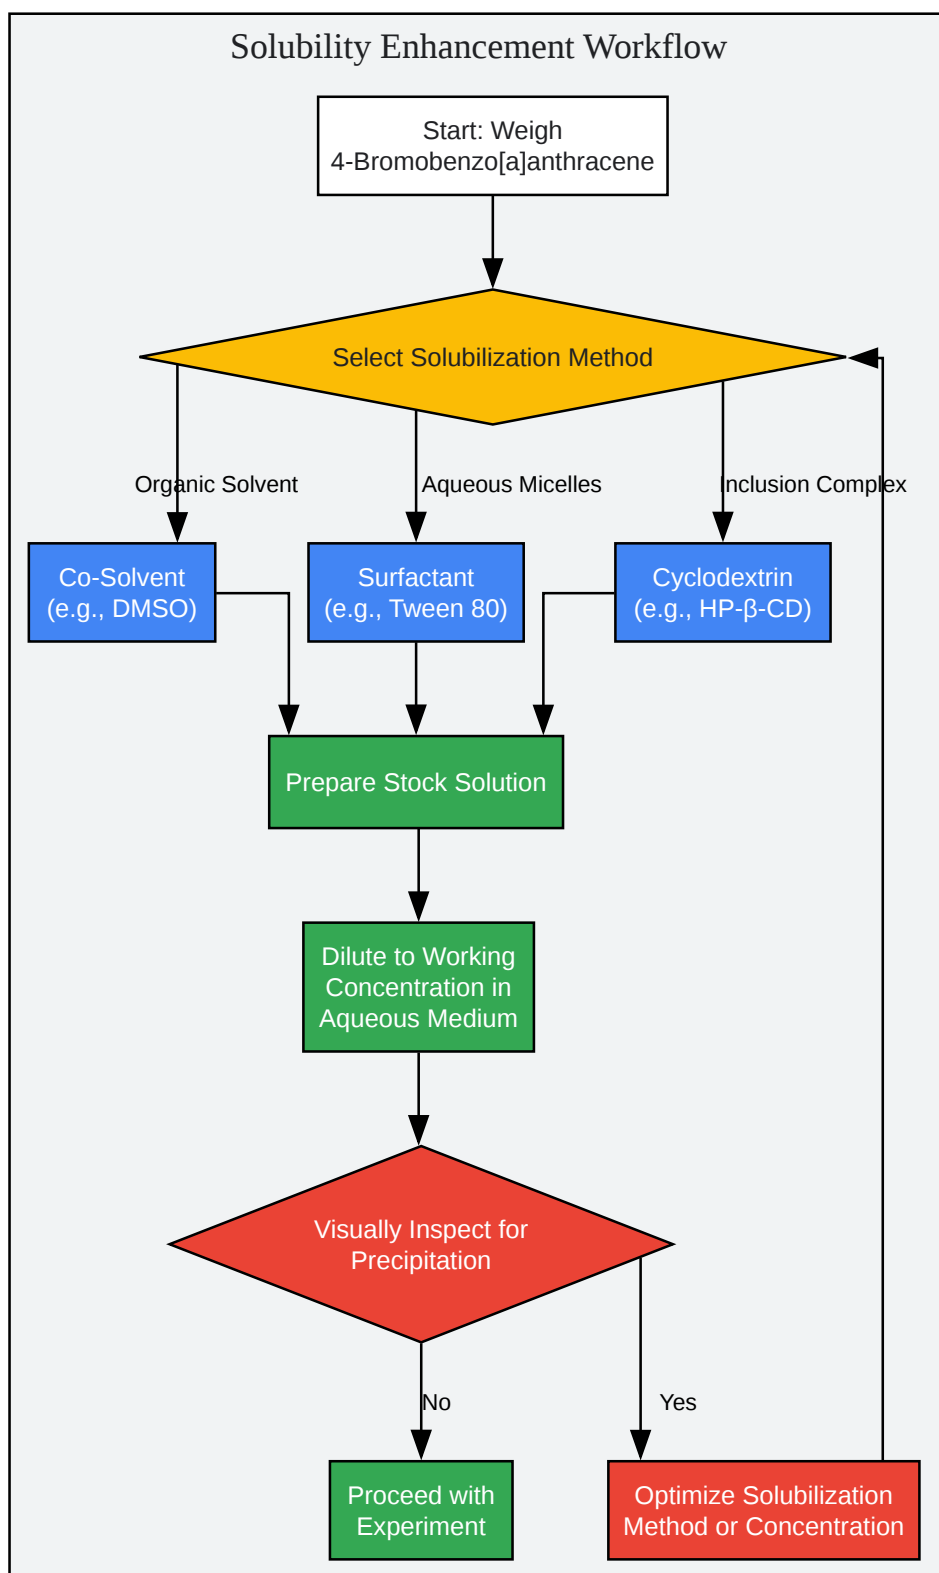 Solubility Enhancement Workflow
Start: Weigh
4-Bromobenzo[a]anthracene
Select Solubilization Method
Organic Solvent
Aqueous Micelles
Inclusion Complex
Co-Solvent
(e.g., DMSO)
Surfactant
(e.g., Tween 80)
Cyclodextrin
(e.g., HP-β-CD)
Prepare Stock Solution
Dilute to Working
Concentration in
Aqueous Medium
Visually Inspect for
Precipitation
No
Yes
Proceed with
Experiment
Optimize Solubilization
Method or Concentration